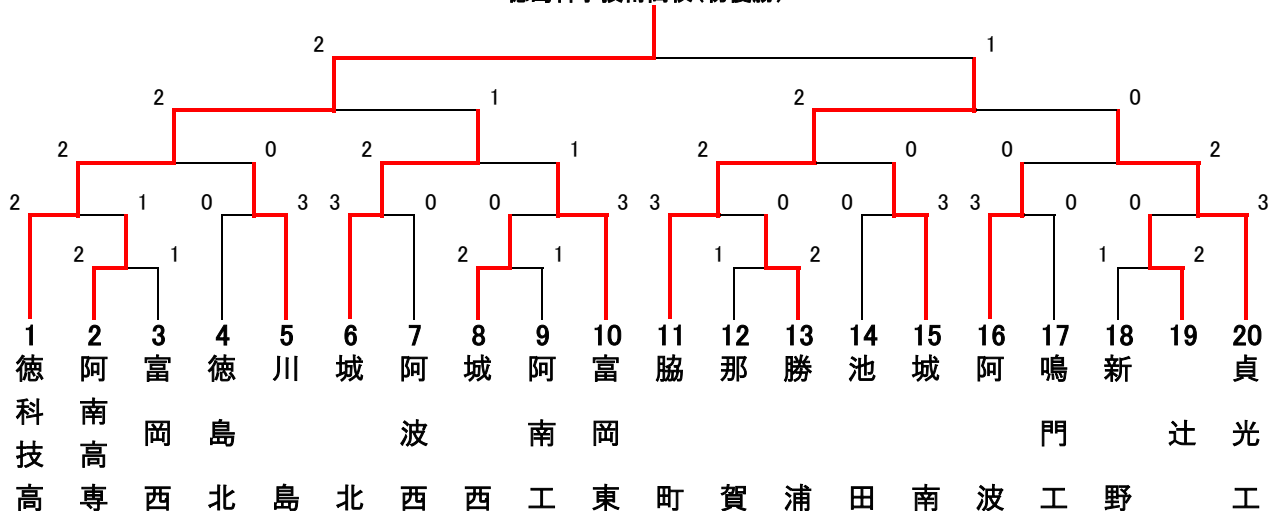 2 1
2 1 2 0
2 0 2 1 2 0 0 2
2 1 0 3 3 0 0 3 3 0 0 3 3 0 0 3
2 1 2 1 1 2 1 2
1 2 3 4 5 6 7 8 9 10 11 12 13 14 15 16 17 18 19 20
徳科技高
阿南高専
富岡西
徳島北
川島
城北
阿波西
城西
阿南工
富岡東
脇町
那賀
勝浦
池田
城南
阿波
鳴門工
新野
辻
貞光工